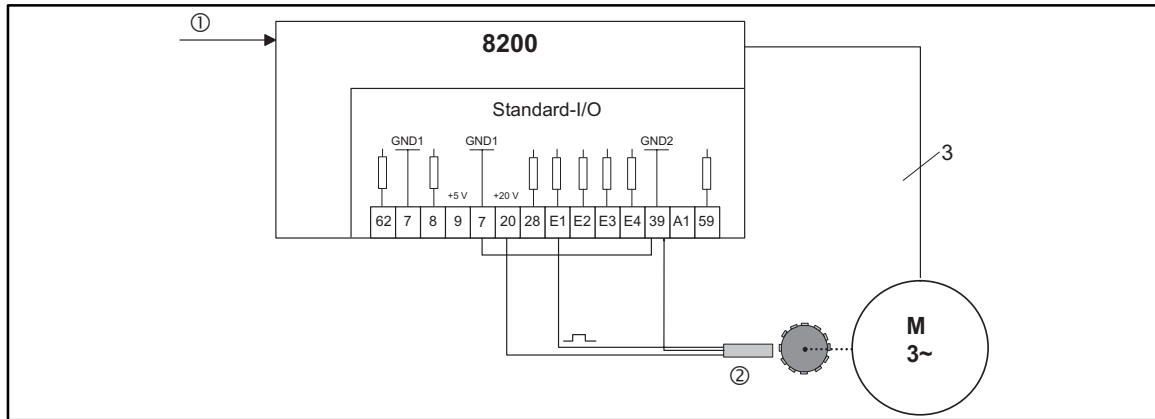 ①
8200
Standard-I/O
GND1 GND1 GND2
3
+5 V +20 V
62 7 8 9 7 20 28 E1 E2 E3 E4 39 A1 59
M
3~
②